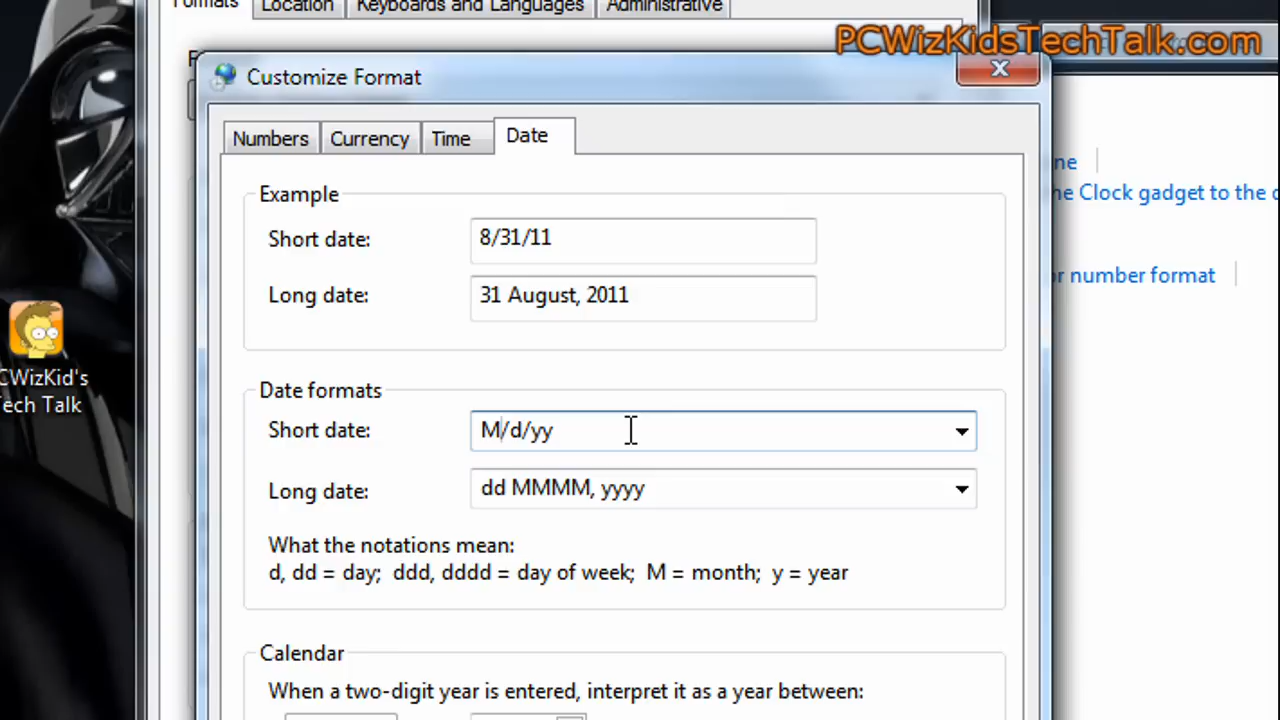 Formats Location Keyboards and Languages Administrative
PCWizKidsTechTalk.com
Customize Format
Numbers Currency Time Date
Example
Short date: 8/31/11
Long date: 31 August, 2011
Date formats
Short date: M/d/yy
Long date: dd MMMM, yyyy
What the notations mean:
d, dd = day; ddd, dddd = day of week; M = month; y = year
Calendar
When a two-digit year is entered, interpret it as a year between:
CWizKid's
Tech Talk
ne
he Clock gadget to the
or number format